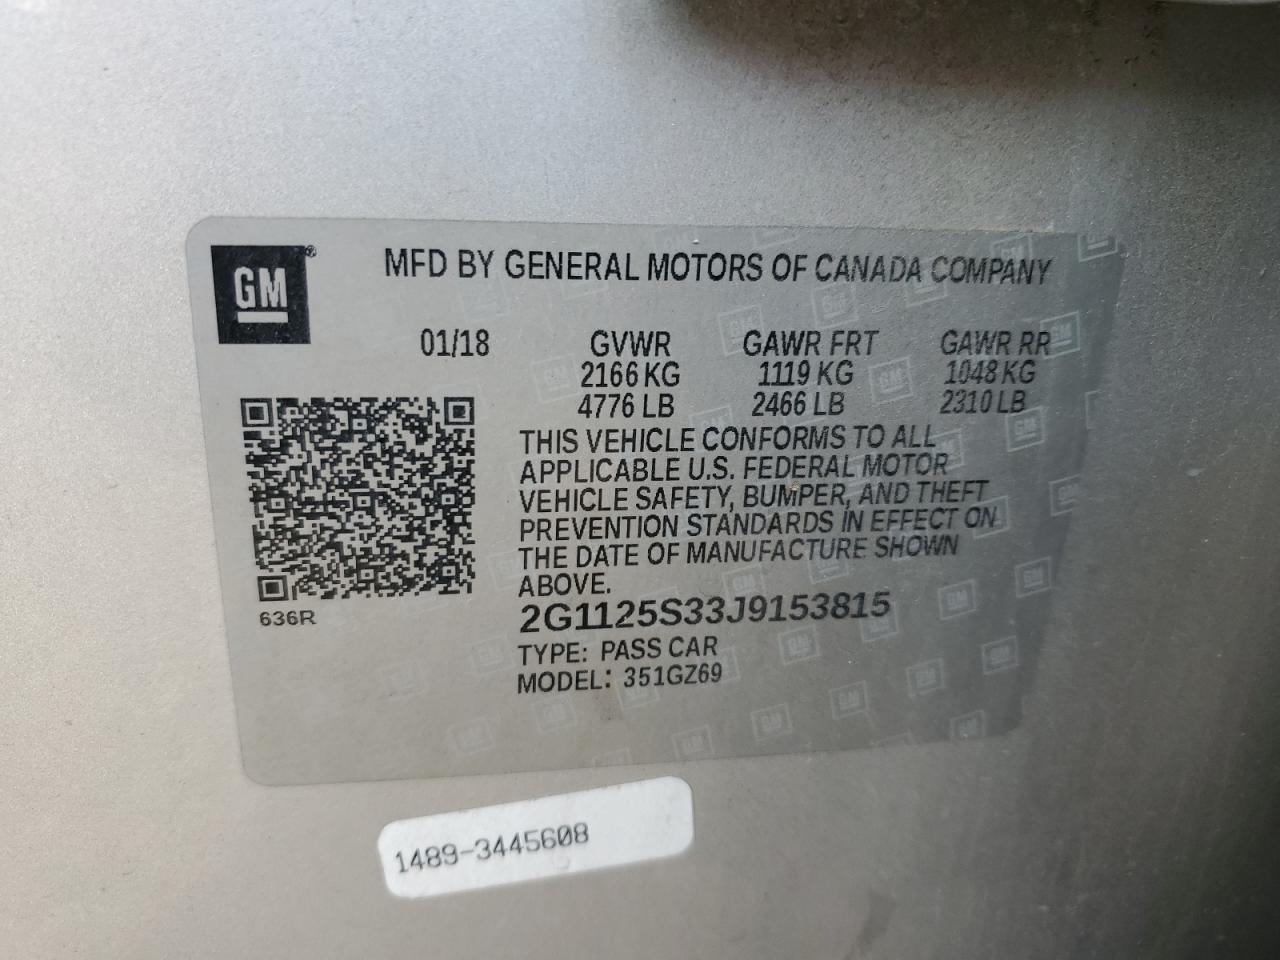 GM®
MFD BY GENERAL MOTORS OF CANADA COMPANY
01/18 GVWR GAWR FRT GAWR RR
2166 KG 1119 KG 1048 KG
4776 LB 2466 LB 2310 LB
THIS VEHICLE CONFORMS TO ALL
APPLICABLE U.S. FEDERAL MOTOR
VEHICLE SAFETY, BUMPER, AND THEFT
PREVENTION STANDARDS IN EFFECT ON
THE DATE OF MANUFACTURE SHOWN
ABOVE.
636R
2G1125S33J9153815
TYPE: PASS CAR
MODEL: 351GZ69
1489-3445608